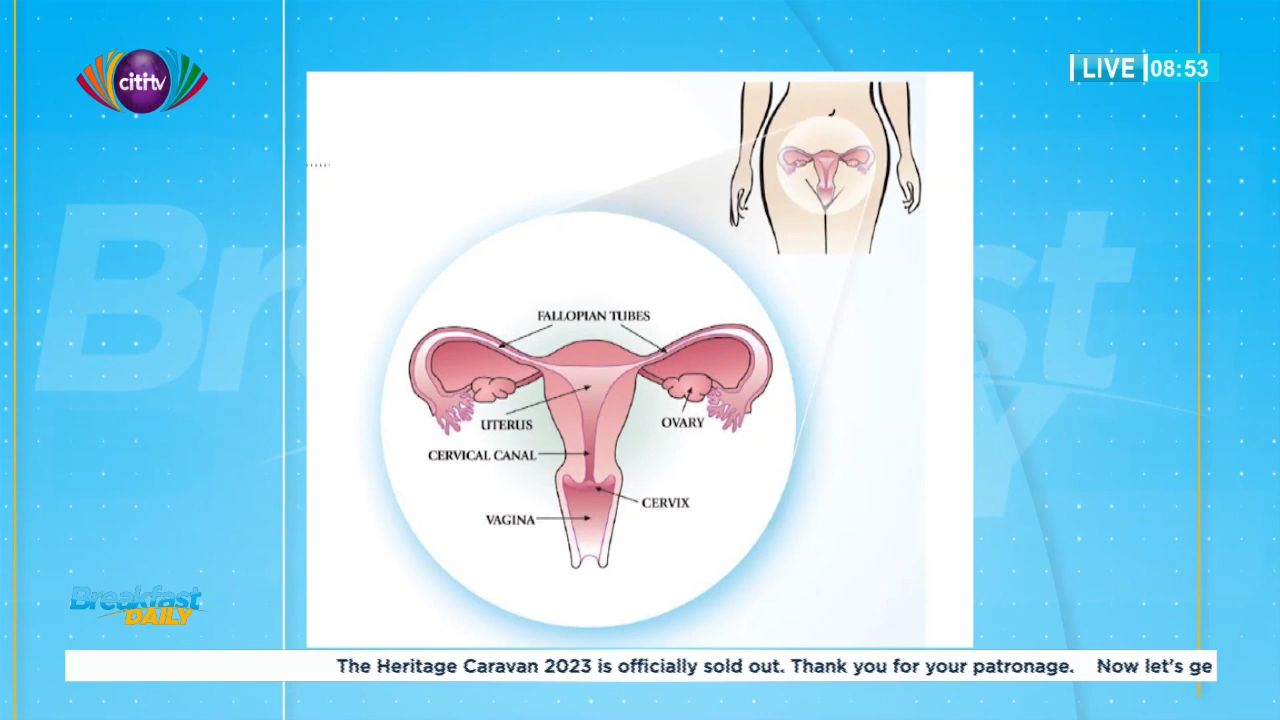 citi tv
LIVE 08:53
FALLOPIAN TUBES
UTERUS
OVARY
CERVICAL CANAL
CERVIX
VAGINA
Breakfast
DAILY
The Heritage Caravan 2023 is officially sold out. Thank you for your patronage. Now let's ge